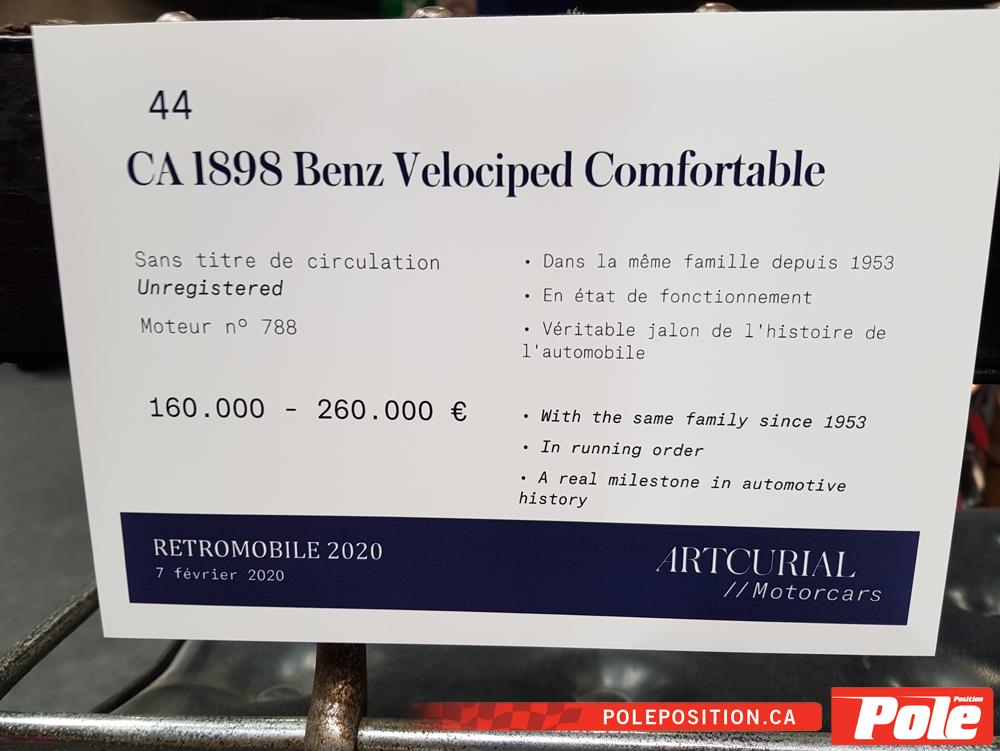 44
CA 1898 Benz Velociped Comfortable
Sans titre de circulation
Unregistered
Moteur nº 788
160.000 - 260.000 €
• Dans la même famille depuis 1953
• En état de fonctionnement
• Véritable jalon de l'histoire de
l'automobile
• With the same family since 1953
• In running order
• A real milestone in automotive
history
RETROMOBILE 2020
7 février 2020
ARTCURIAL
//Motorcars
POLEPOSITION.CA
Pole
Position